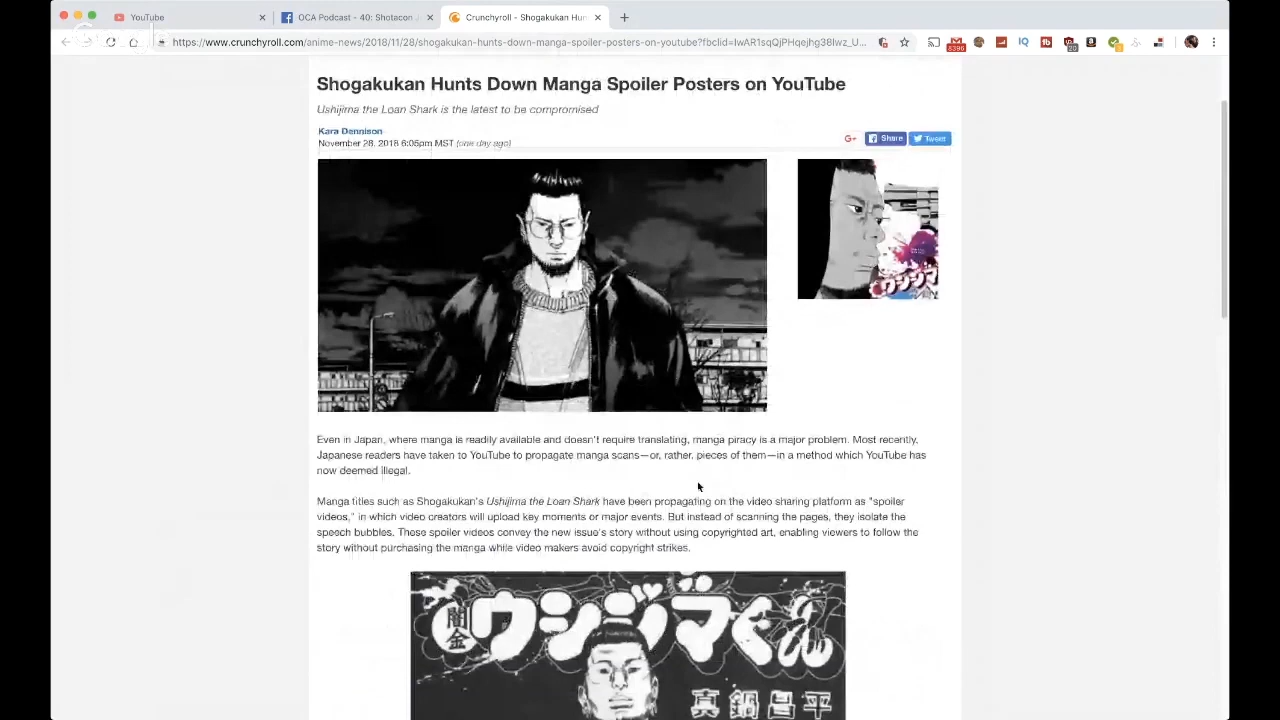 YouTube
OCA Podcast - 40: Shotacon
Crunchyroll - Shogakukan Hun
https://www.crunchyroll.com/anime-news/2018/11/28/shogakukan-hunts-down-manga-spoiler-posters-on-youtube?fbclid=IwAR1sqQjPHqejhg38Iwz_U...
8396
20
Shogakukan Hunts Down Manga Spoiler Posters on YouTube
Ushijima the Loan Shark is the latest to be compromised
Kara Dennison
November 28, 2018 6:05pm MST (one day ago)
G+ Share Tweet
ウシジマ
Even in Japan, where manga is readily available and doesn't require translating, manga piracy is a major problem. Most recently,
Japanese readers have taken to YouTube to propagate manga scans—or, rather, pieces of them—in a method which YouTube has
now deemed illegal.
Manga titles such as Shogakukan's Ushijima the Loan Shark have been propagating on the video sharing platform as "spoiler
videos," in which video creators will upload key moments or major events. But instead of scanning the pages, they isolate the
speech bubbles. These spoiler videos convey the new issue's story without using copyrighted art, enabling viewers to follow the
story without purchasing the manga while video makers avoid copyright strikes.
闇金ウシジマくん
真鍋昌平